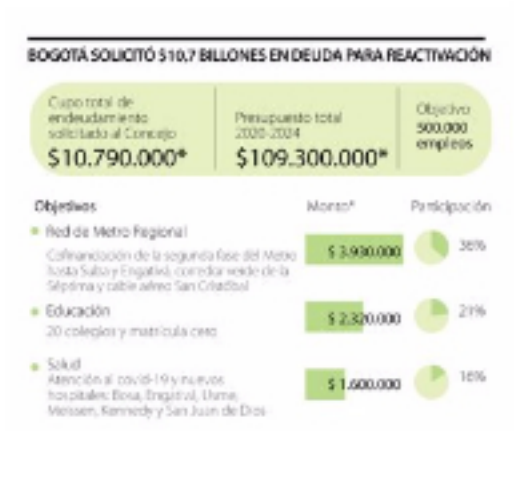 BOGOTÁ SOLICITÓ $10,7 BILLONES EN DEUDA PARA REACTIVACIÓN
Cupo total de
endeudamiento
solicitado al Concejo
$10.790.000*
Presupuesto total
2020-2024
$109.300.000*
Objetivo
500.000
empleos
Objetivos
Monto*
Participación
Red de Metro Regional
Cofinanciación de la segunda fase del Metro
hasta Suba y Engativá, corredor verde de la
Séptima y cable aéreo San Cristóbal
$ 3.930.000
36%
Educación
20 colegios y matrícula cero
$ 2.320.000
21%
Salud
Atención al covid-19 y nuevos
hospitales: Bosa, Engativá, Usme,
Meissen, Kennedy y San Juan de Dios
$ 1.600.000
16%